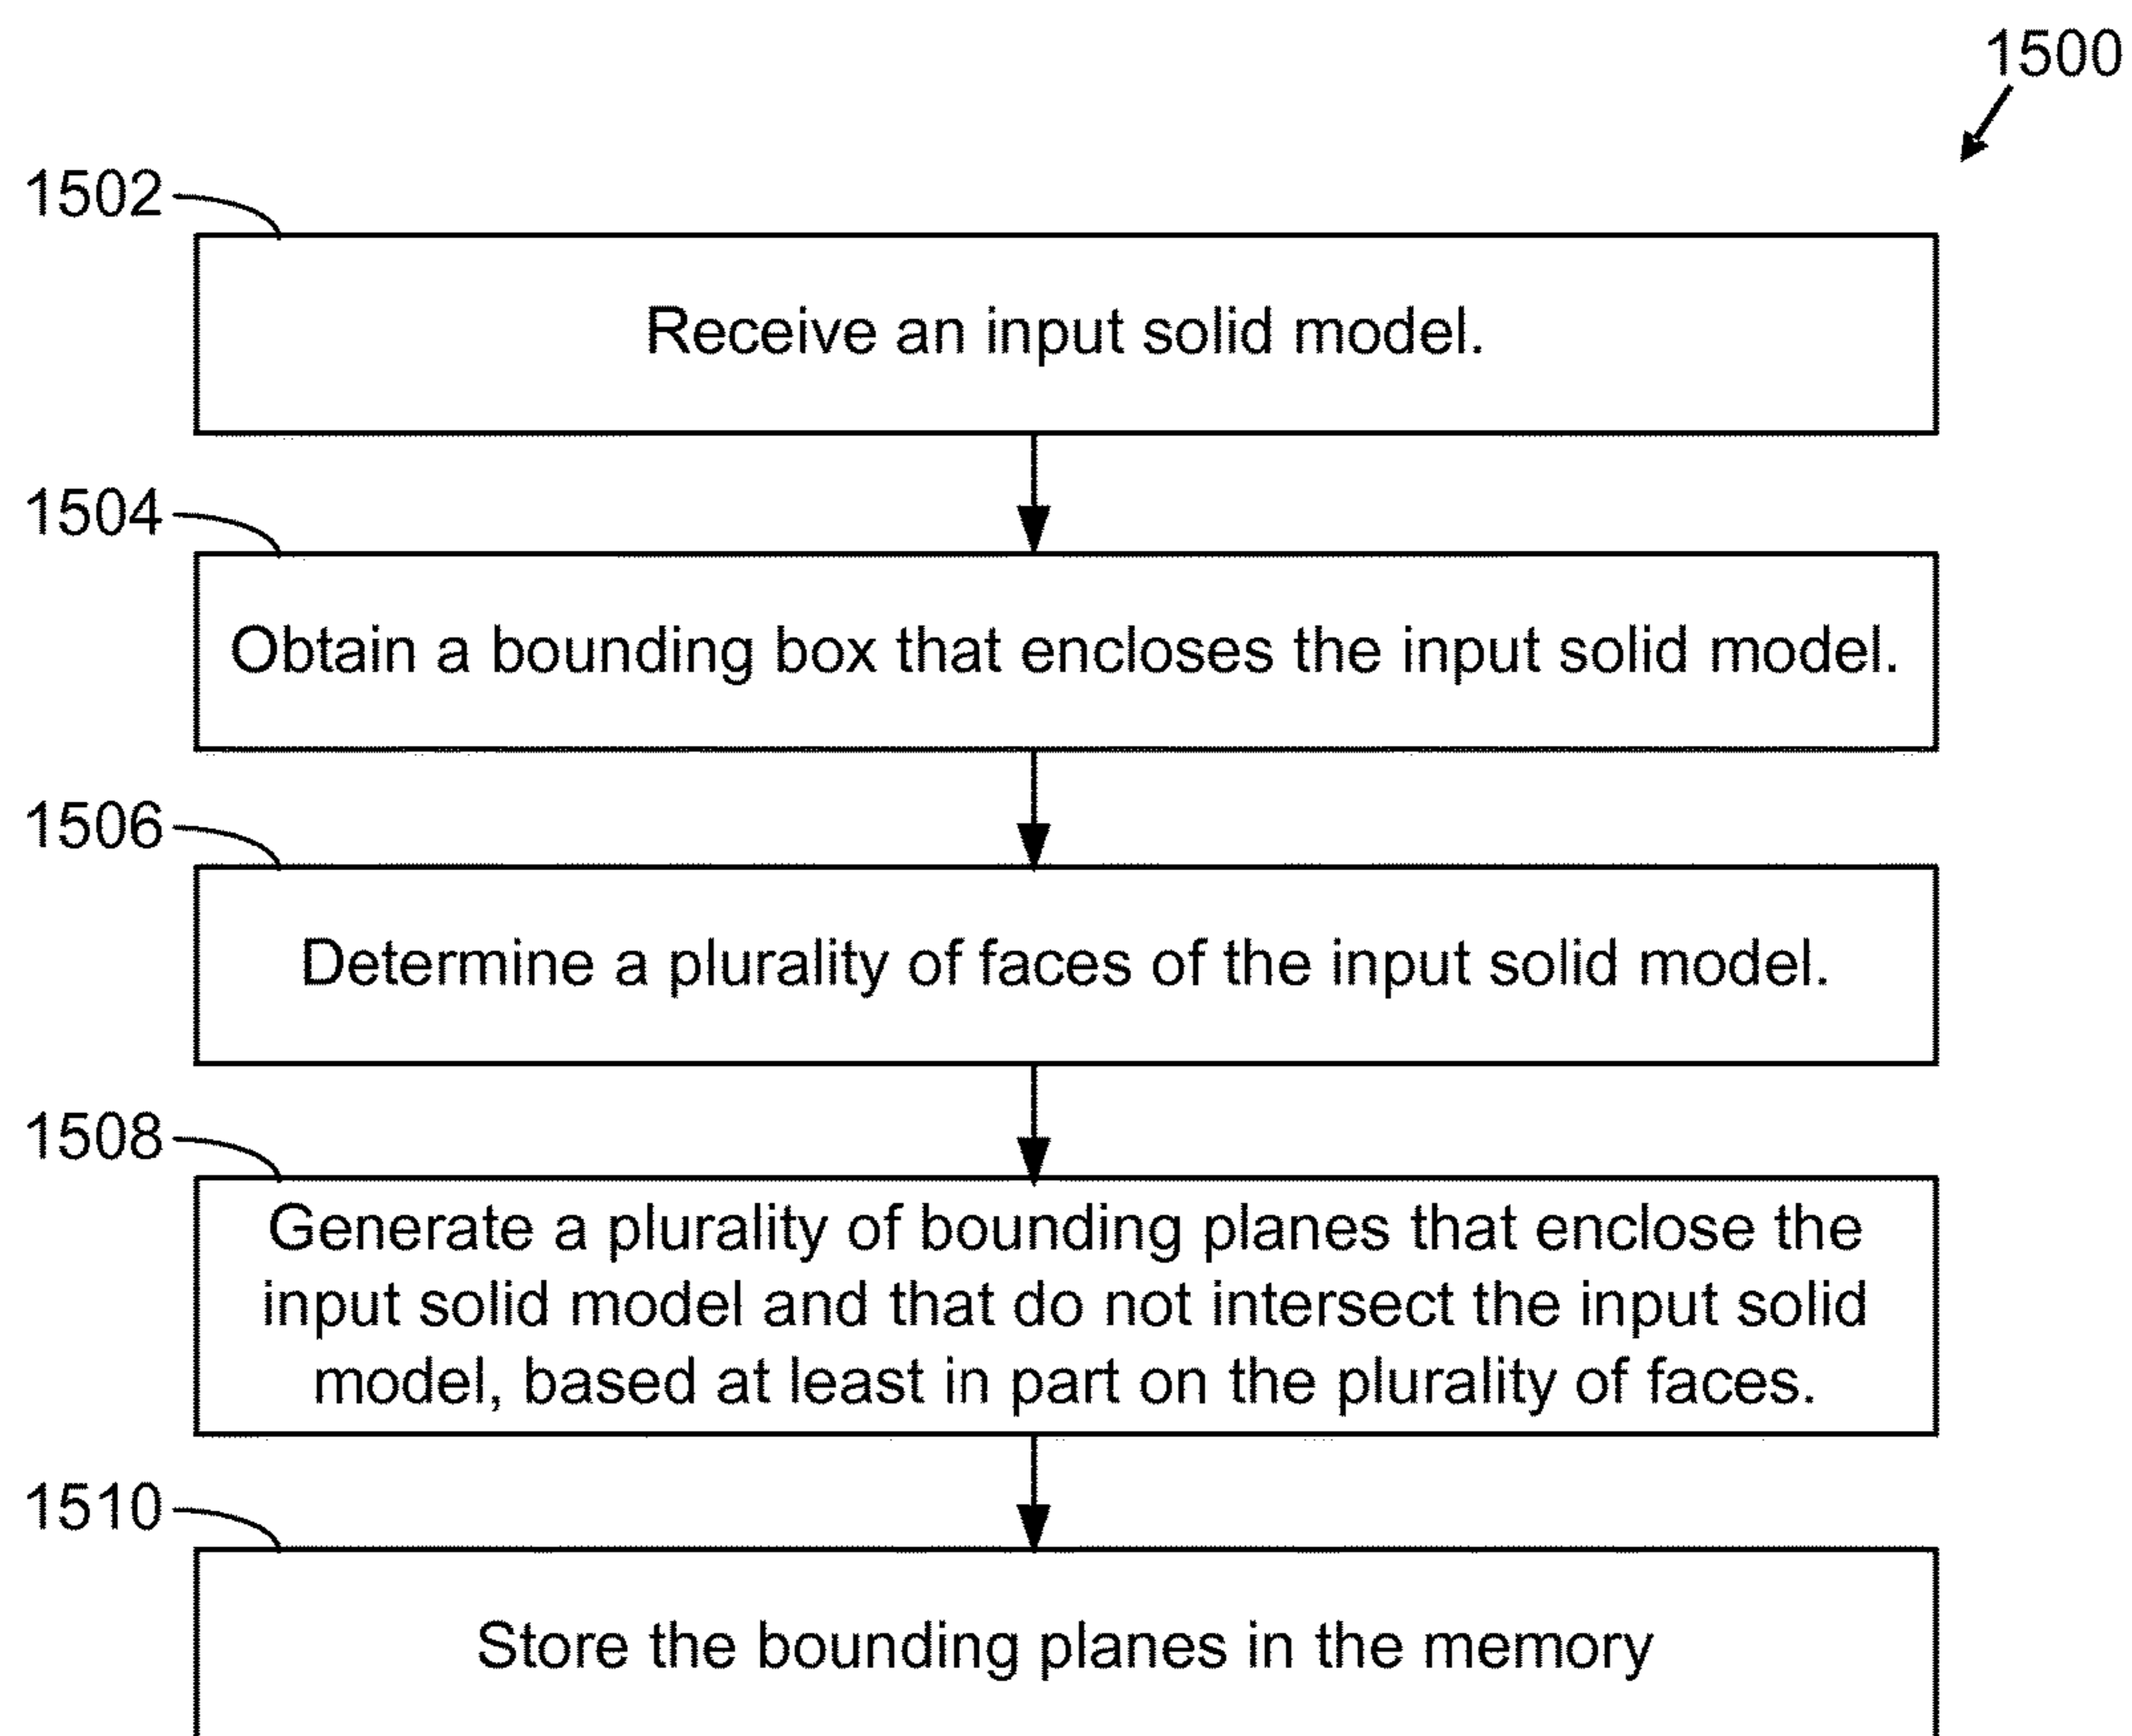 1500
1502
Receive an input solid model.
1504
Obtain a bounding box that encloses the input solid model.
1506
Determine a plurality of faces of the input solid model.
1508
Generate a plurality of bounding planes that enclose the
input solid model and that do not intersect the input solid
model, based at least in part on the plurality of faces.
1510
Store the bounding planes in the memory